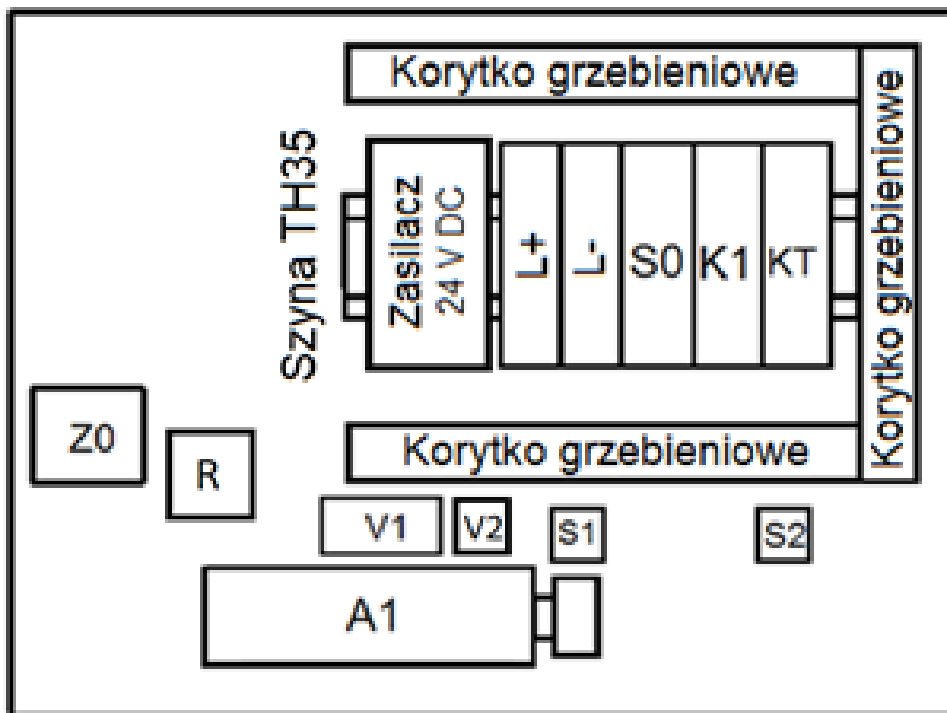 Korytko grzebieniowe
Korytko grzebieniowe
Szyna TH35
Zasilacz
24 V DC
L+
L-
S0
K1
KT
Korytko grzebieniowe
Z0
R
V1
V2
S1
S2
A1